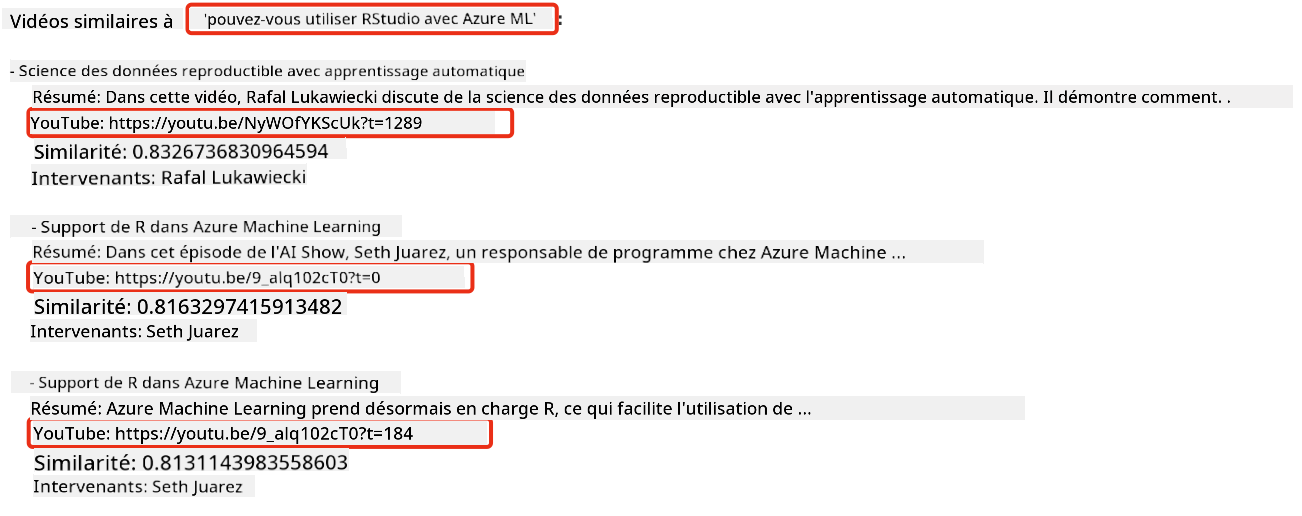 Vidéos similaires à 'pouvez-vous utiliser RStudio avec Azure ML' :
- Science des données reproductible avec apprentissage automatique
Résumé: Dans cette vidéo, Rafal Lukawiecki discute de la science des données reproductible avec l'apprentissage automatique. Il démontre comment. .
YouTube: https://youtu.be/NyWOfYKScUk?t=1289
Similarité: 0.8326736830964594
Intervenants: Rafal Lukawiecki
- Support de R dans Azure Machine Learning
Résumé: Dans cet épisode de l'AI Show, Seth Juarez, un responsable de programme chez Azure Machine ...
YouTube: https://youtu.be/9_alq102cT0?t=0
Similarité: 0.8163297415913482
Intervenants: Seth Juarez
- Support de R dans Azure Machine Learning
Résumé: Azure Machine Learning prend désormais en charge R, ce qui facilite l'utilisation de ...
YouTube: https://youtu.be/9_alq102cT0?t=184
Similarité: 0.8131143983558603
Intervenants: Seth Juarez